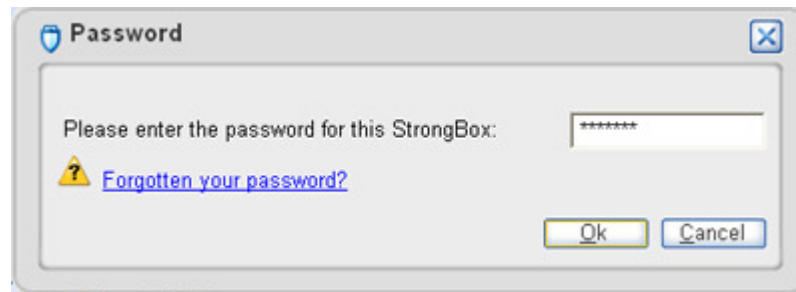 Password
Please enter the password for this StrongBox: *******
Forgotten your password?
Ok Cancel